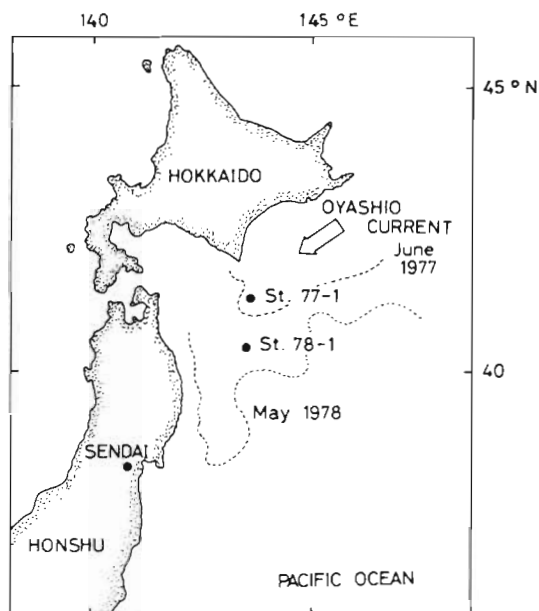 140 145 °E
45 °N
HOKKAIDO
OYASHIO
CURRENT
June
1977
St. 77-1
St. 78-1
40
May 1978
SENDAI
HONSHU
PACIFIC OCEAN